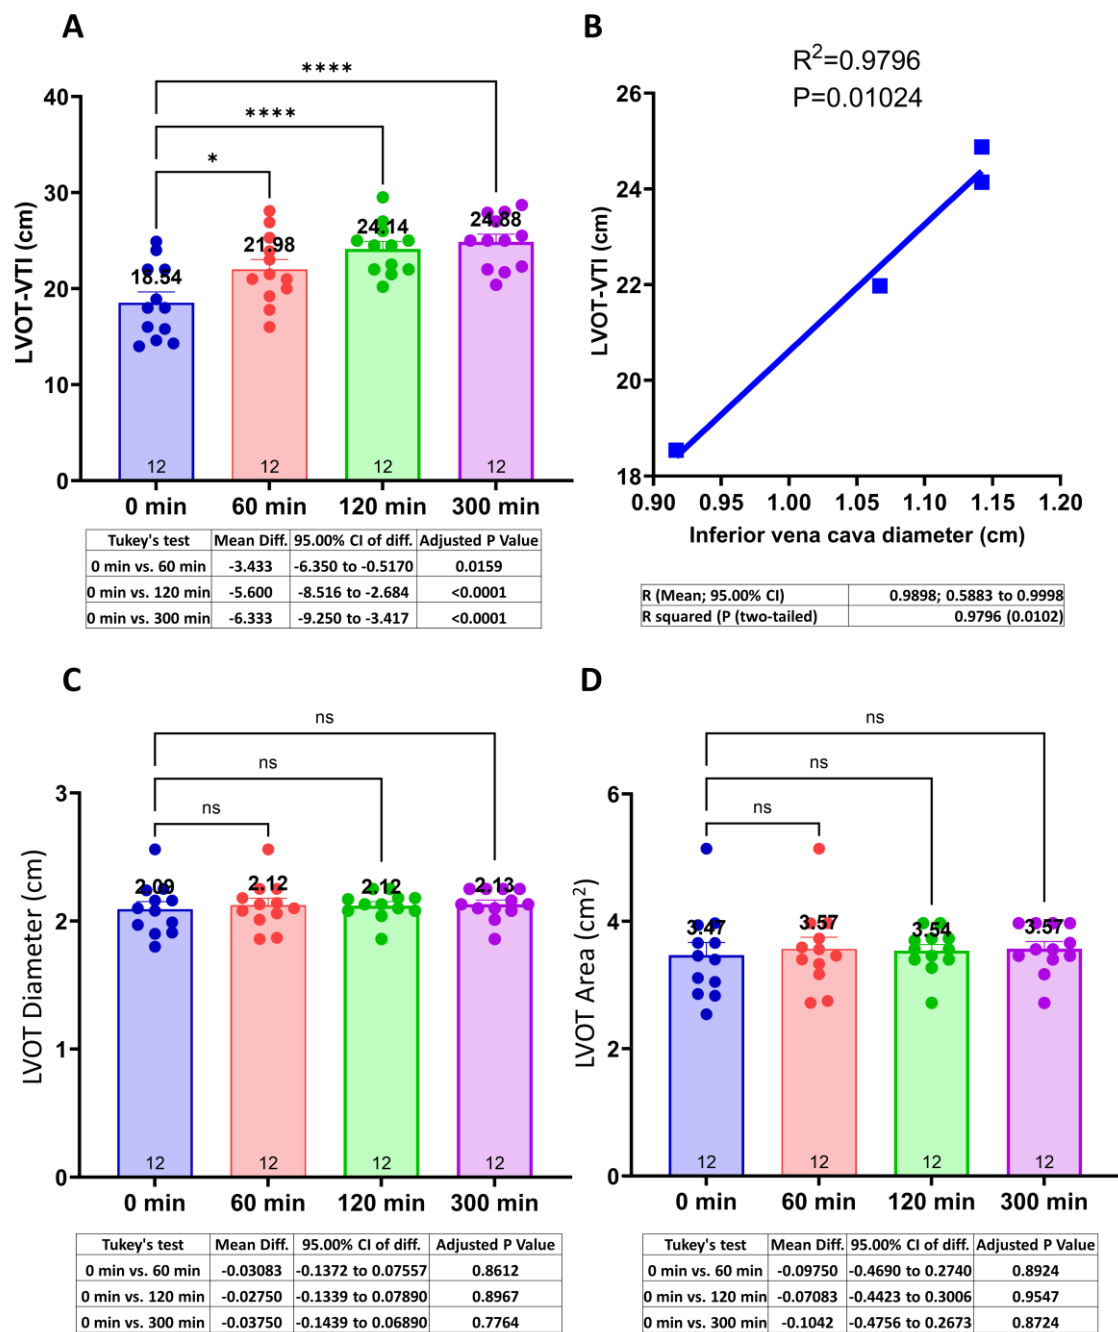 A
****
****
*
LVOT-VTI (cm)
40
30
20
10
0
18.54
21.98
24.14
24.88
12
12
12
12
0 min
60 min
120 min
300 min
Tukey's test Mean Diff. 95.00% CI of diff. Adjusted P Value
0 min vs. 60 min -3.433 -6.350 to -0.5170 0.0159
0 min vs. 120 min -5.600 -8.516 to -2.684 <0.0001
0 min vs. 300 min -6.333 -9.250 to -3.417 <0.0001
B
R²=0.9796
P=0.01024
LVOT-VTI (cm)
26
24
22
20
18
0.90 0.95 1.00 1.05 1.10 1.15 1.20
Inferior vena cava diameter (cm)
R (Mean; 95.00% CI) 0.9898; 0.5883 to 0.9998
R squared (P (two-tailed) 0.9796 (0.0102)
C
ns
ns
ns
LVOT Diameter (cm)
3
2
1
0
2.09
2.12
2.12
2.13
12
12
12
12
0 min
60 min
120 min
300 min
Tukey's test Mean Diff. 95.00% CI of diff. Adjusted P Value
0 min vs. 60 min -0.03083 -0.1372 to 0.07557 0.8612
0 min vs. 120 min -0.02750 -0.1339 to 0.07890 0.8967
0 min vs. 300 min -0.03750 -0.1439 to 0.06890 0.7764
D
ns
ns
ns
LVOT Area (cm²)
6
4
2
0
3.47
3.57
3.54
3.57
12
12
12
12
0 min
60 min
120 min
300 min
Tukey's test Mean Diff. 95.00% CI of diff. Adjusted P Value
0 min vs. 60 min -0.09750 -0.4690 to 0.2740 0.8924
0 min vs. 120 min -0.07083 -0.4423 to 0.3006 0.9547
0 min vs. 300 min -0.1042 -0.4756 to 0.2673 0.8724